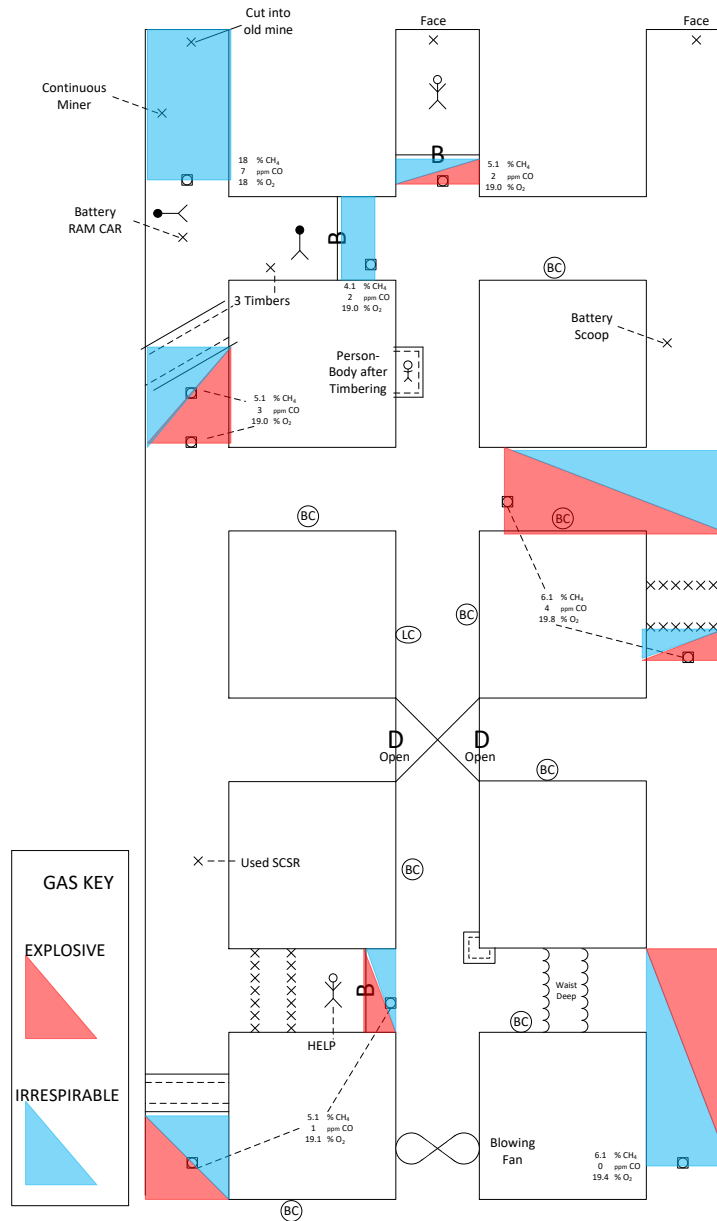 Cut into
old mine
Face
Face
Continuous
Miner
B
18 % CH₄
7 ppm CO
18 % O₂
5.1 % CH₄
2 ppm CO
19.0 % O₂
Battery
RAM CAR
B
BC
4.1 % CH₄
2 ppm CO
19.0 % O₂
3 Timbers
Battery
Scoop
Person-
Body after
Timbering
5.1 % CH₄
3 ppm CO
19.0 % O₂
BC
BC
BC
6.1 % CH₄
4 ppm CO
19.8 % O₂
LC
D
Open
D
Open
BC
Used SCSR
BC
GAS KEY
EXPLOSIVE
IRRESPIRABLE
B
HELP
Waist
Deep
BC
5.1 % CH₄
1 ppm CO
19.1 % O₂
Blowing
Fan
6.1 % CH₄
0 ppm CO
19.4 % O₂
BC